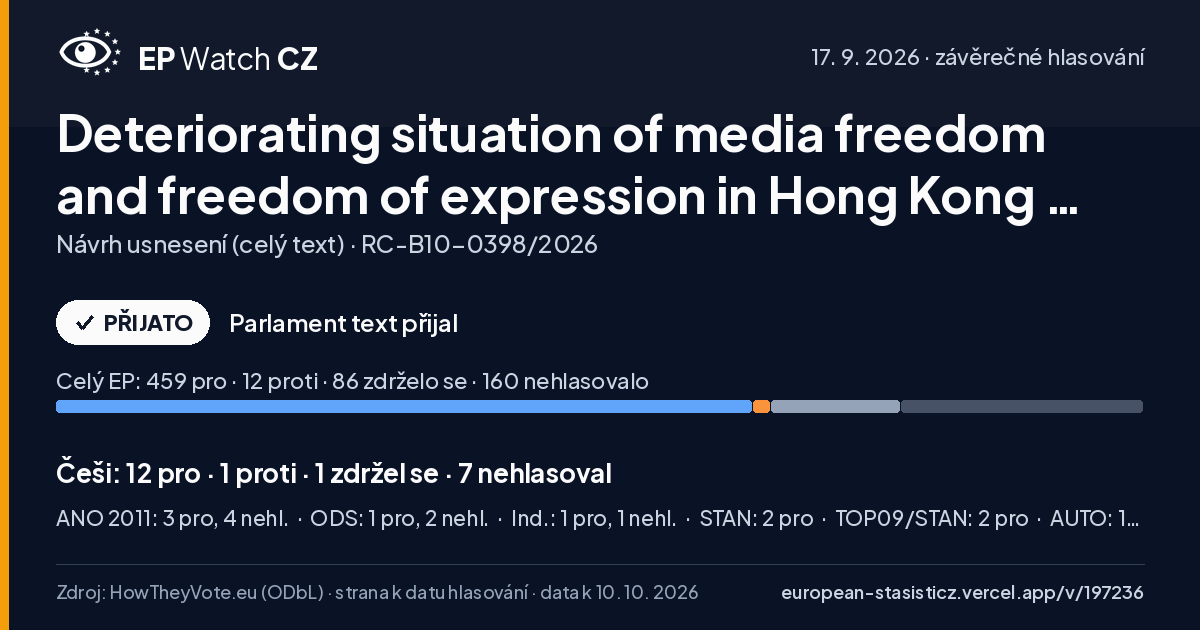 EP Watch CZ
17. 9. 2026 · závěrečné hlasování
Deteriorating situation of media freedom
and freedom of expression in Hong Kong …
Návrh usnesení (celý text) · RC-B10-0398/2026
✓ PŘIJATO
Parlament text přijal
Celý EP: 459 pro · 12 proti · 86 zdrželo se · 160 nehlasovalo
Češi: 12 pro · 1 proti · 1 zdržel se · 7 nehlasoval
ANO 2011: 3 pro, 4 nehl. · ODS: 1 pro, 2 nehl. · Ind.: 1 pro, 1 nehl. · STAN: 2 pro · TOP09/STAN: 2 pro · AUTO: 1…
Zdroj: HowTheyVote.eu (ODbL) · strana k datu hlasování · data k 10. 10. 2026
european-stasisticz.vercel.app/v/197236